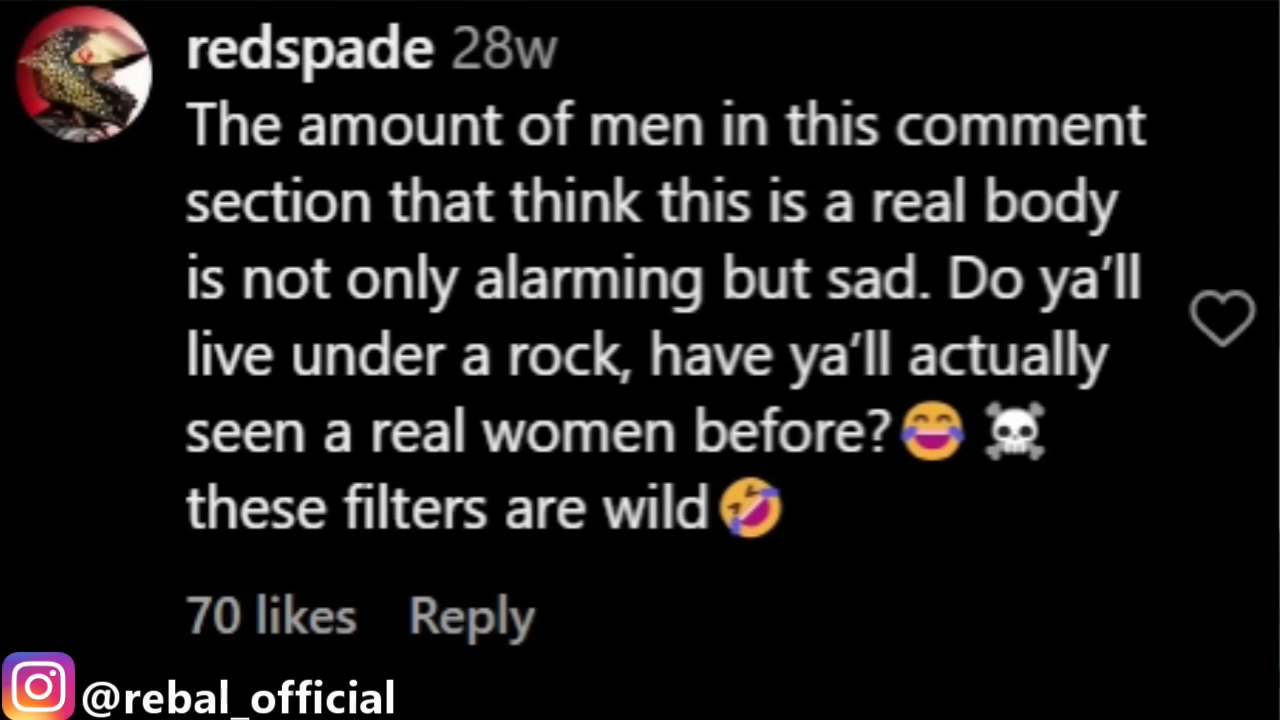 redspade 28w
The amount of men in this comment
section that think this is a real body
is not only alarming but sad. Do ya’ll
live under a rock, have ya’ll actually
seen a real women before?😂 ☠️
these filters are wild🤣
70 likes Reply
@rebal_official